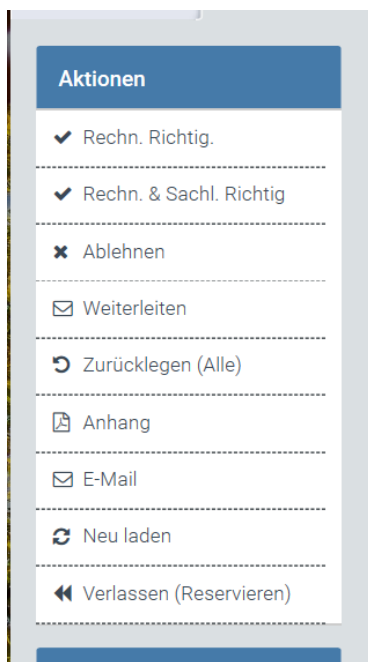 Aktionen
Rechn. Richtig.
Rechn. & Sachl. Richtig
Ablehnen
Weiterleiten
Zurücklegen (Alle)
Anhang
E-Mail
Neu laden
Verlassen (Reservieren)